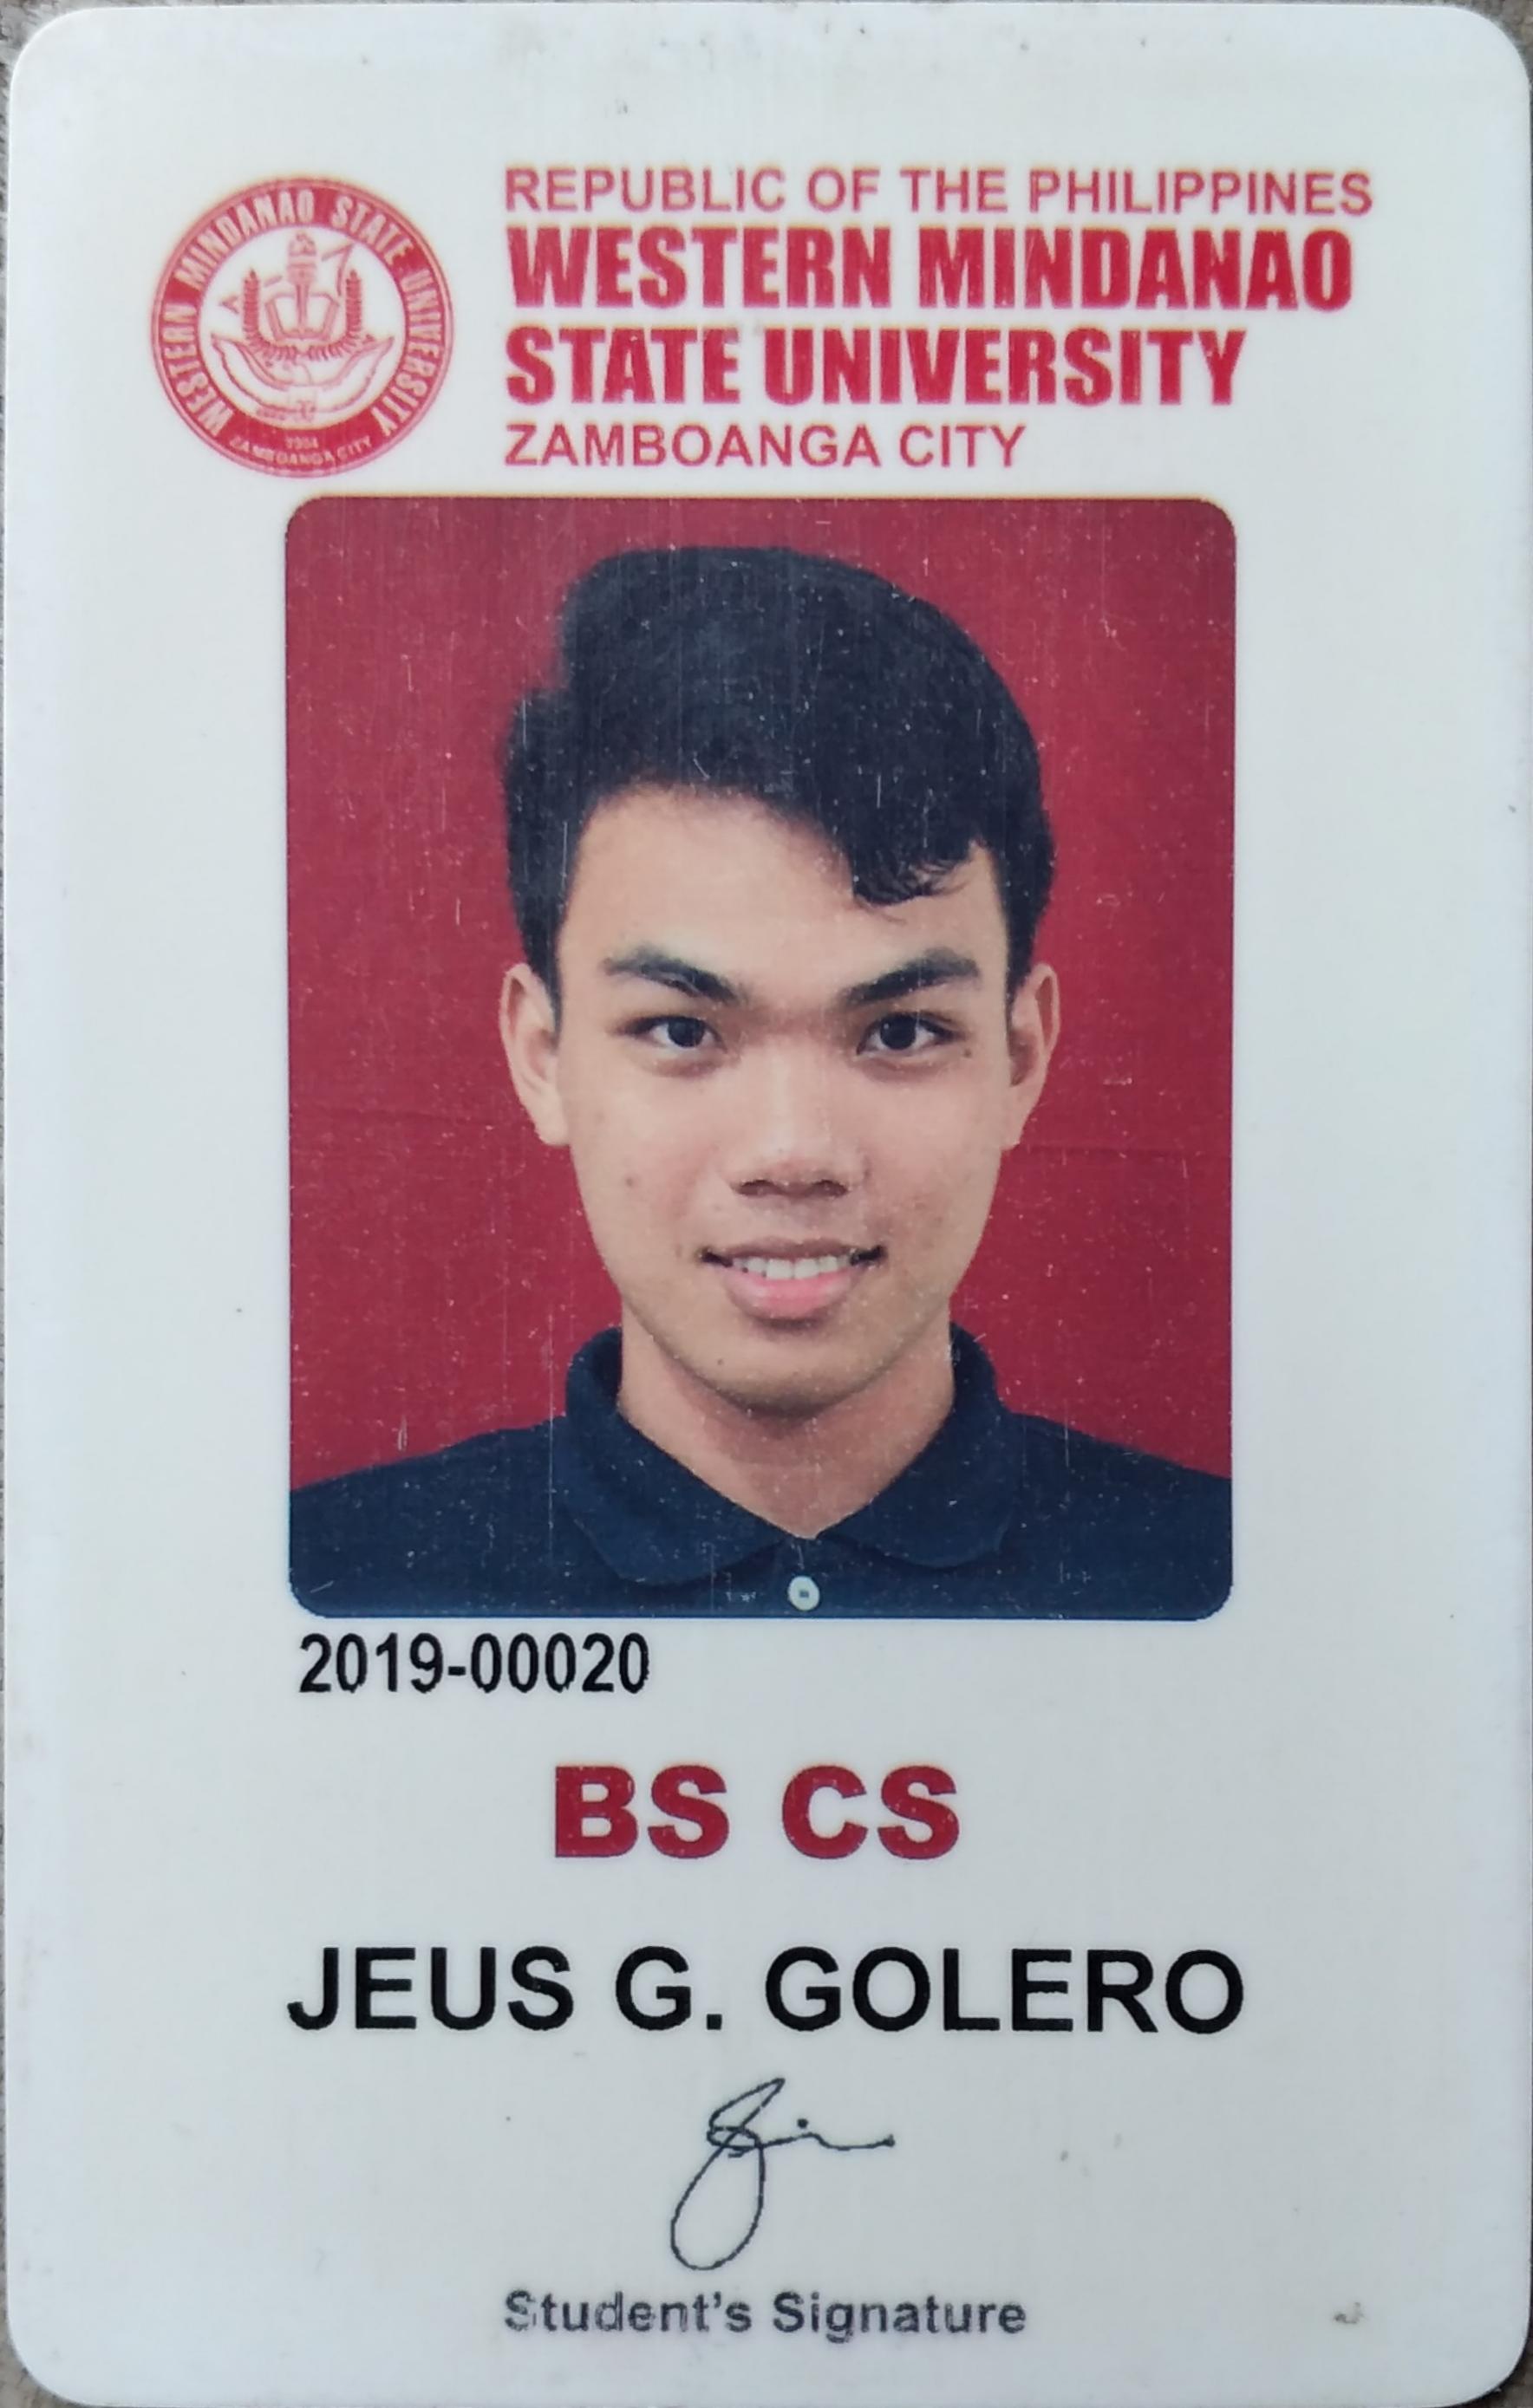 WESTERN MINDANAO STATE UNIVERSITY
1904
ZAMBOANGA CITY
REPUBLIC OF THE PHILIPPINES
WESTERN MINDANAO
STATE UNIVERSITY
ZAMBOANGA CITY
2019-00020
BS CS
JEUS G. GOLERO
Student's Signature